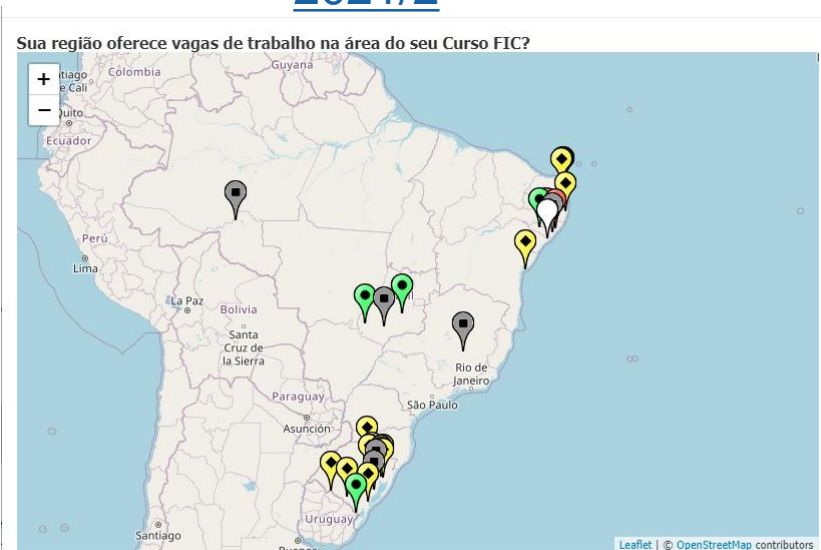 2024/2
Sua região oferece vagas de trabalho na área do seu Curso FIC?
+
−
Colombia
Guyana
Quito
Ecuador
Perú
Lima
La Paz
Bolivia
Santa
Cruz de
la Sierra
Rio de
Janeiro
Paraguay
São Paulo
Asunción
Uruguay
Santiago
Leaflet | © OpenStreetMap contributors